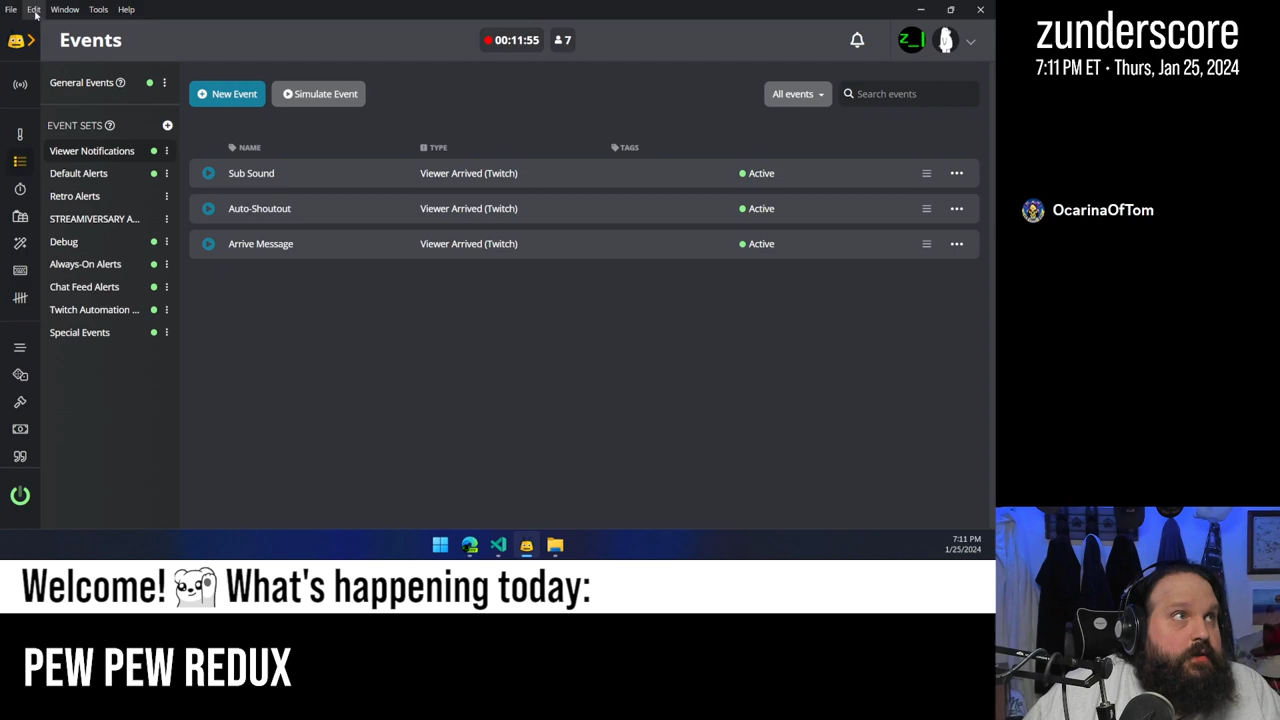 File Edit Window Tools Help
Events
00:11:55 7
General Events
EVENT SETS
Viewer Notifications
Default Alerts
Retro Alerts
STREAMIVERSARY A...
Debug
Always-On Alerts
Chat Feed Alerts
Twitch Automation ...
Special Events
New Event Simulate Event All events Search events
NAME TYPE TAGS
Sub Sound Viewer Arrived (Twitch) Active
Auto-Shoutout Viewer Arrived (Twitch) Active
Arrive Message Viewer Arrived (Twitch) Active
7:11 PM
1/25/2024
zunderscore
7:11 PM ET • Thurs, Jan 25, 2024
OcarinaOfTom
Welcome! What's happening today:
PEW PEW REDUX